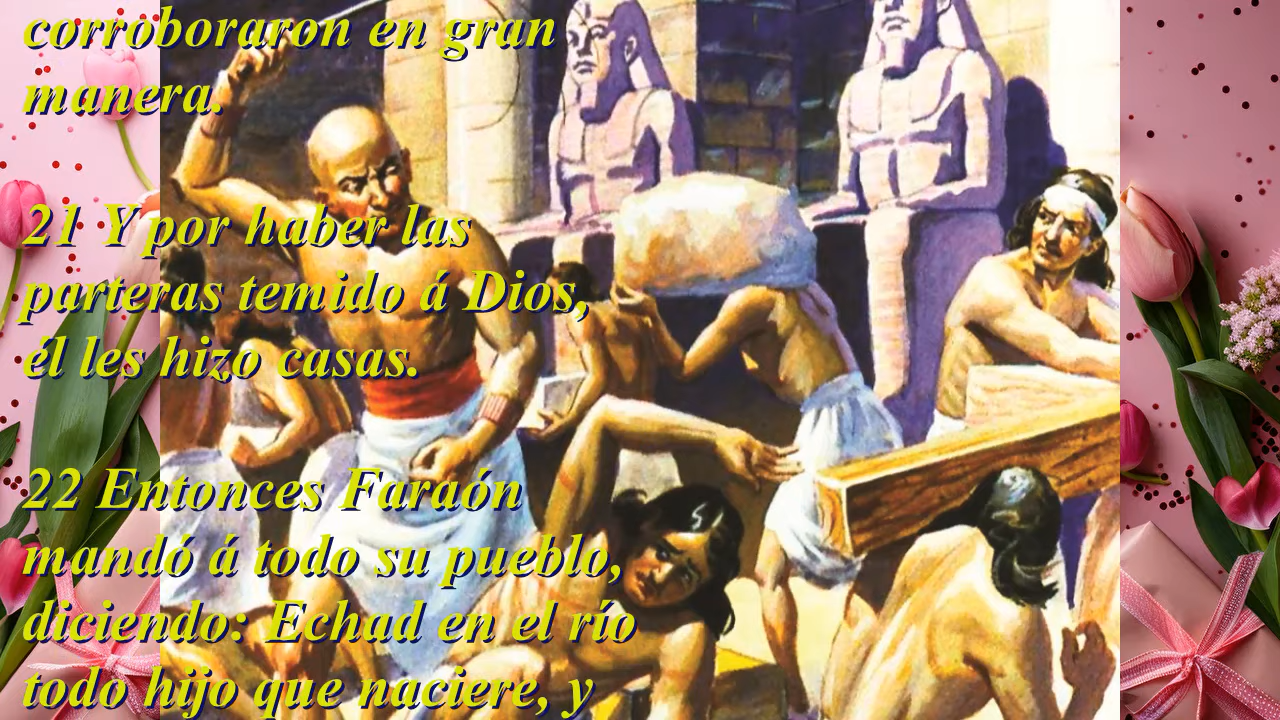 corroboraron en gran
manera.
21 Y por haber las
parteras temido á Dios,
él les hizo casas.
22 Entonces Faraón
mandó á todo su pueblo,
diciendo: Echad en el río
todo hijo que naciere, y